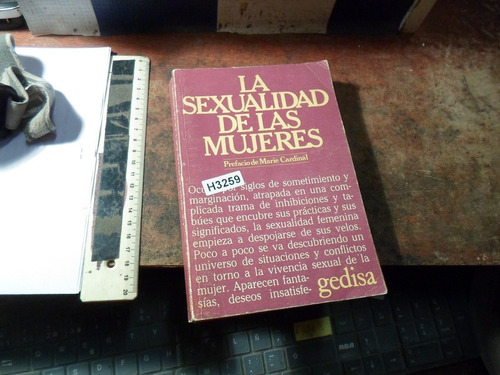 LA
SEXUALIDAD
DE LAS
MUJERES
Prefacio de Marie Cardinal
H3259
siglos de sometimiento y
marginación, atrapada en una com-
plicada trama de inhibiciones y ta-
búes que encubre sus prácticas y sus
significados, la sexualidad femenina
empieza a despojarse de sus velos.
Poco a poco se va descubriendo un
universo de situaciones y conflictos
en torno a la vivencia sexual de la
mujer. Aparecen fanta-
sías, deseos insatisfe-
gedisa
RCA